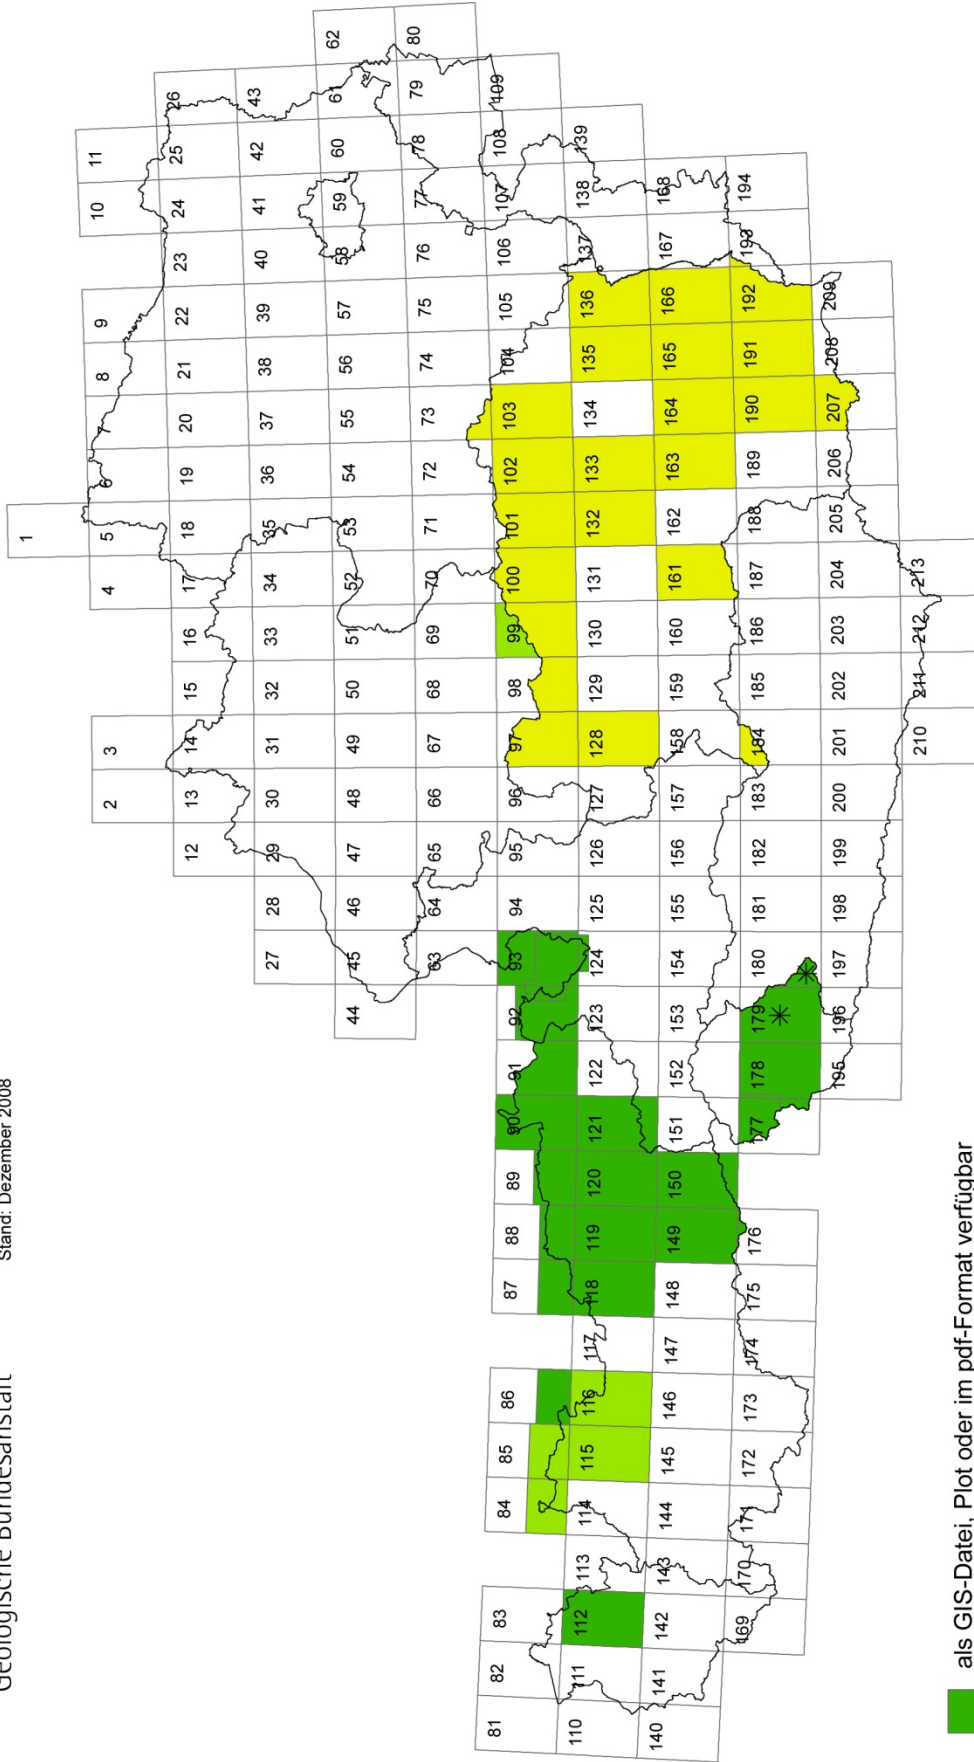 Geologische Bundesanstalt
Stand: Dezember 2008
1
2 3 4 5 6 7 8 9 10 11
12 13 14 15 16 17 18 19 20 21 22 23 24 25 26
27 28 29 30 31 32 33 34 35 36 37 38 39 40 41 42 43
44 45 46 47 48 49 50 51 52 53 54 55 56 57 58 59 60 61 62
63 64 65 66 67 68 69 70 71 72 73 74 75 76 77 78 79 80
81 82 83 84 85 86 87 88 89 90 91 92 93 94 95 96 97 98 99 100 101 102 103 104 105 106 107 108 109
110 111 112 113 114 115 116 117 118 119 120 121 122 123 124 125 126 127 128 129 130 131 132 133 134 135 136 137 138 139
140 141 142 143 144 145 146 147 148 149 150 151 152 153 154 155 156 157 158 159 160 161 162 163 164 165 166 167 168
169 170 171 172 173 174 175 176 177 178 179 180 181 182 183 184 185 186 187 188 189 190 191 192 193 194
195 196 197 198 199 200 201 202 203 204 205 206 207 208 209
210 211 212 213
als GIS-Datei, Plot oder im pdf-Format verfügbar